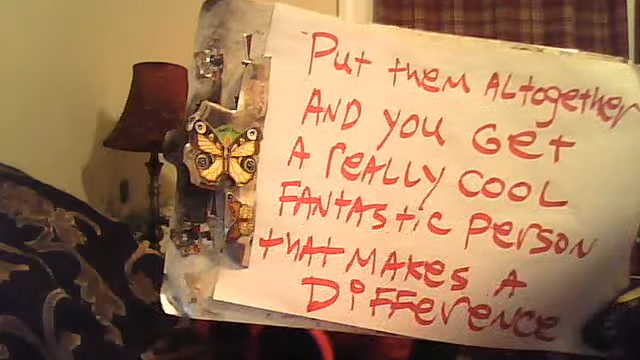 Put them Altogether
AND you Get
A reALLy COOL
FANtAStic Person
tHAt MAKes A
DiFFerence